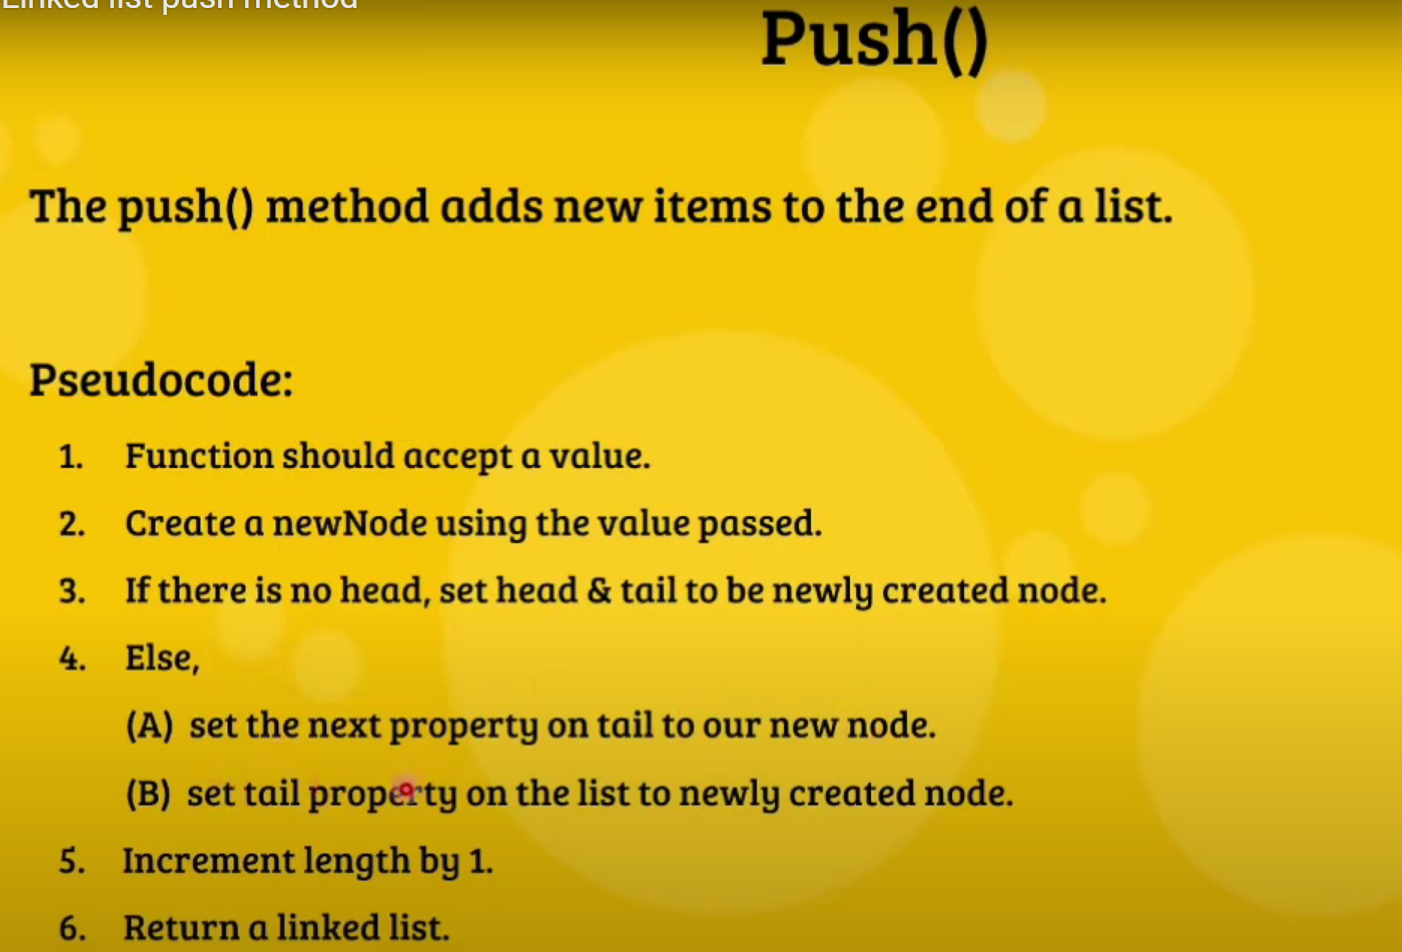 Linked list push method
Push()
The push() method adds new items to the end of a list.
Pseudocode:
1. Function should accept a value.
2. Create a newNode using the value passed.
3. If there is no head, set head & tail to be newly created node.
4. Else,
(A) set the next property on tail to our new node.
(B) set tail property on the list to newly created node.
5. Increment length by 1.
6. Return a linked list.